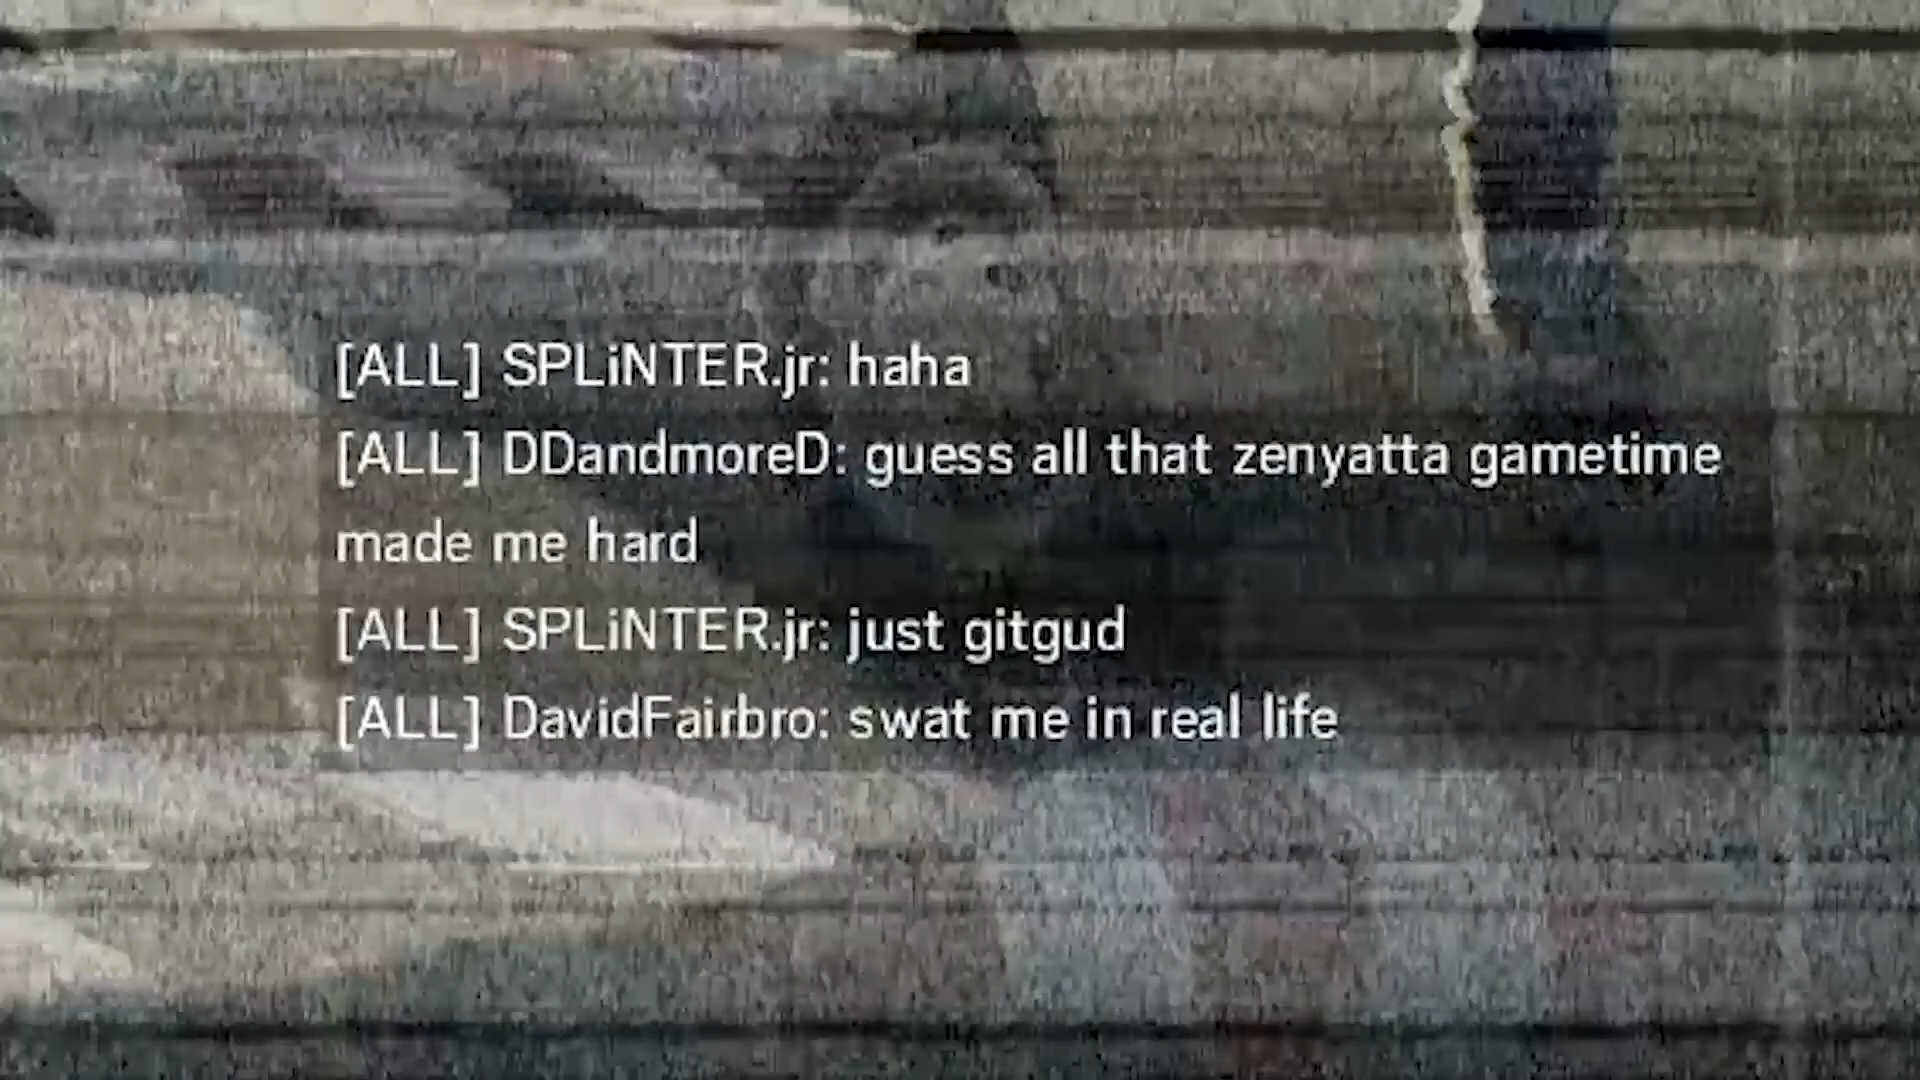 [ALL] SPLiNTER.jr: haha
[ALL] DDandmoreD: guess all that zenyatta gametime
made me hard
[ALL] SPLiNTER.jr: just gitgud
[ALL] DavidFairbro: swat me in real life